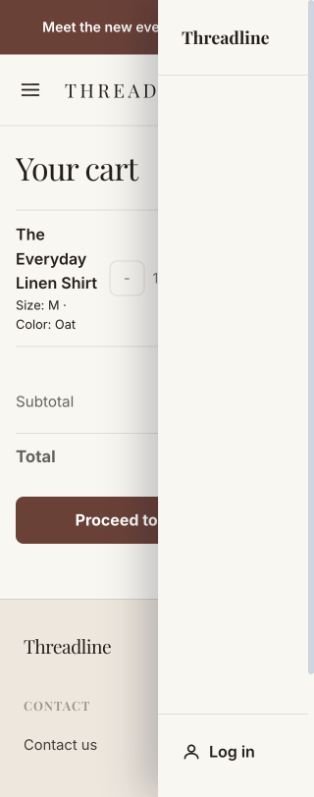 Meet the new eve
THREAD
Threadline
Your cart
The
Everyday
Linen Shirt
Size: M ·
Color: Oat
- 1
Subtotal
Total
Proceed to
Threadline
CONTACT
Contact us
Log in